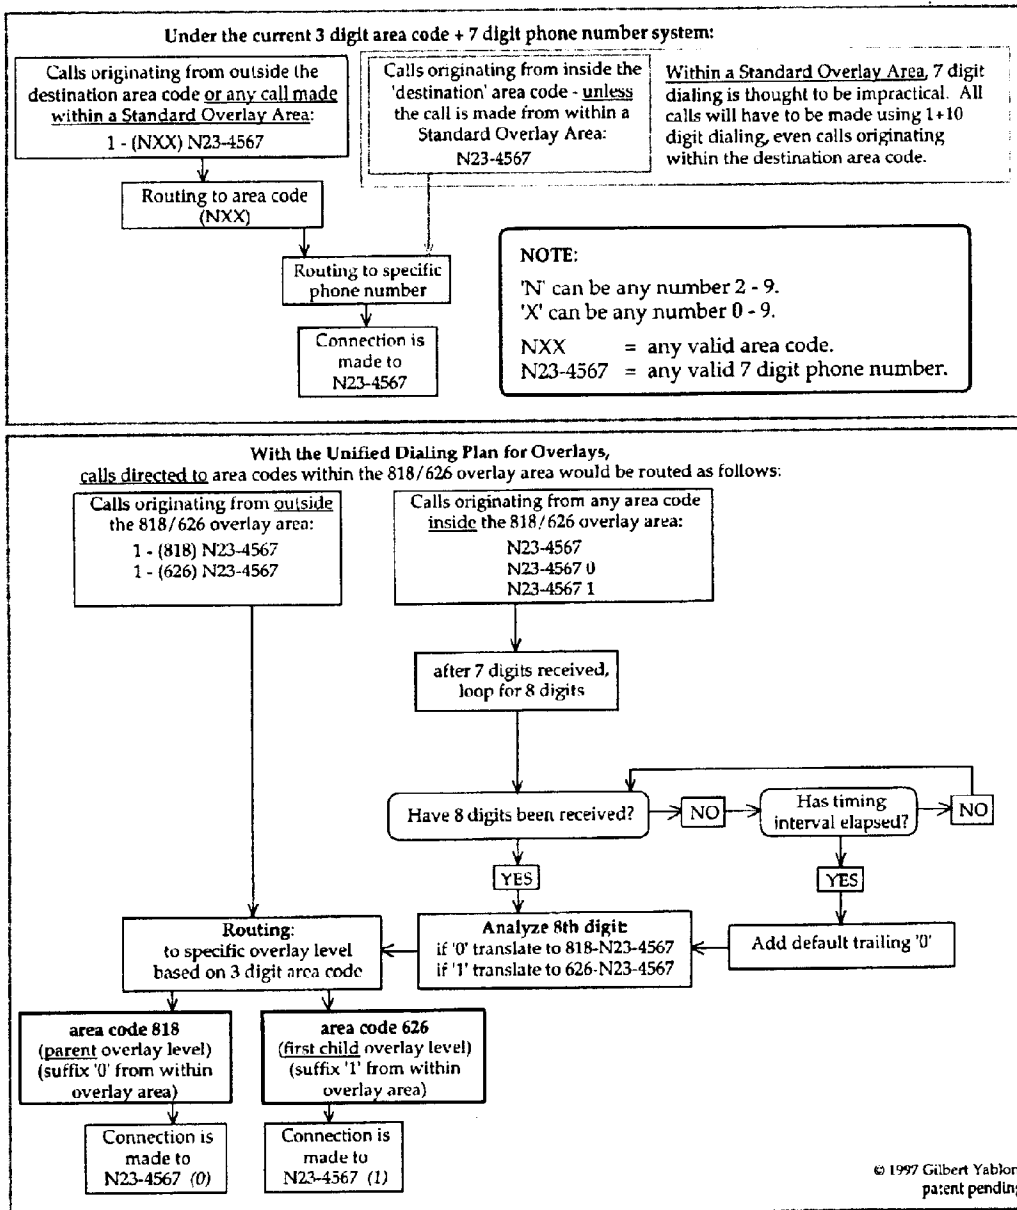 Under the current 3 digit area code + 7 digit phone number system:
Calls originating from outside the
destination area code or any call made
within a Standard Overlay Area:
1 - (NXX) N23-4567
Calls originating from inside the
'destination' area code - unless
the call is made from within a
Standard Overlay Area:
N23-4567
Within a Standard Overlay Area, 7 digit
dialing is thought to be impractical. All
calls will have to be made using 1+10
digit dialing, even calls originating
within the destination area code.
Routing to area code
(NXX)
Routing to specific
phone number
Connection is
made to
N23-4567
NOTE:
'N' can be any number 2 - 9.
'X' can be any number 0 - 9.
NXX = any valid area code.
N23-4567 = any valid 7 digit phone number.
With the Unified Dialing Plan for Overlays,
calls directed to area codes within the 818/626 overlay area would be routed as follows:
Calls originating from outside
the 818/626 overlay area:
1 - (818) N23-4567
1 - (626) N23-4567
Calls originating from any area code
inside the 818/626 overlay area:
N23-4567
N23-4567 0
N23-4567 1
after 7 digits received,
loop for 8 digits
Have 8 digits been received?
NO
Has timing
interval elapsed?
NO
YES
YES
Routing:
to specific overlay level
based on 3 digit area code
Analyze 8th digit:
if '0' translate to 818-N23-4567
if '1' translate to 626-N23-4567
Add default trailing '0'
area code 818
(parent overlay level)
(suffix '0' from within
overlay area)
area code 626
(first child overlay level)
(suffix '1' from within
overlay area)
Connection is
made to
N23-4567 (0)
Connection is
made to
N23-4567 (1)
© 1997 Gilbert Yablon
patent pending